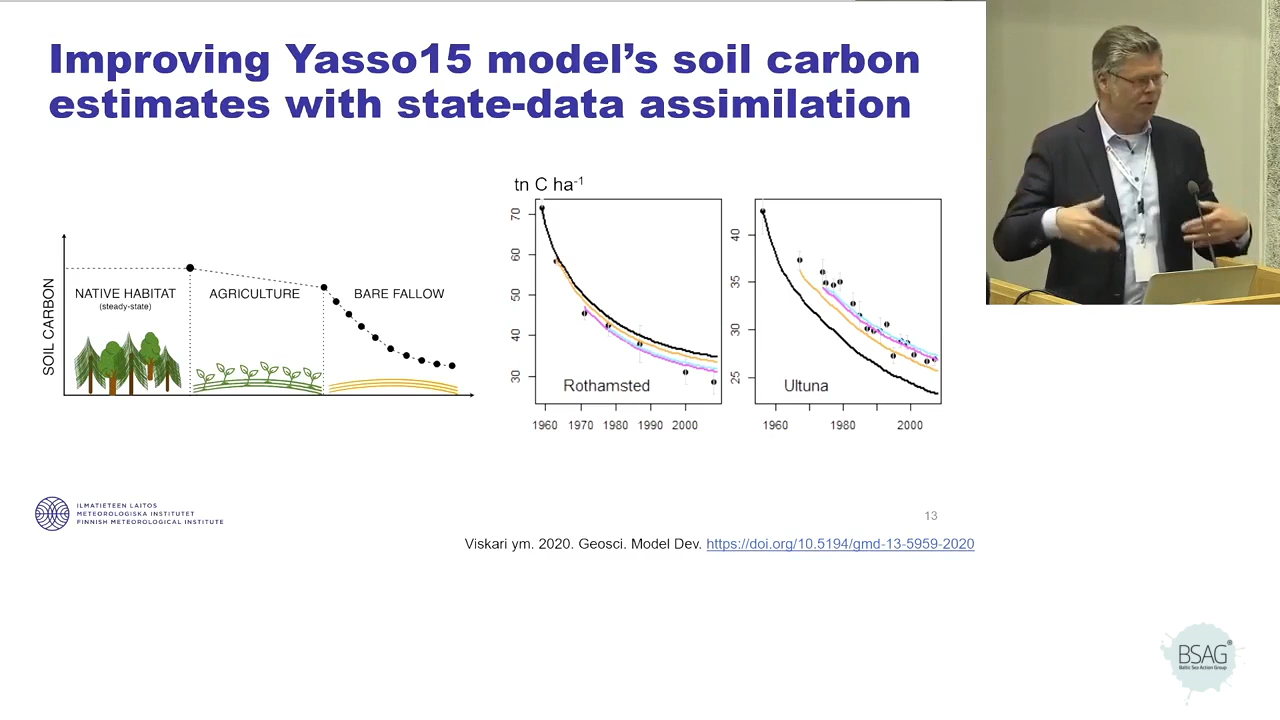 Improving Yasso15 model’s soil carbon
estimates with state-data assimilation
SOIL CARBON
NATIVE HABITAT
(steady-state)
AGRICULTURE
BARE FALLOW
tn C ha⁻¹
70
60
50
40
30
Rothamsted
1960 1970 1980 1990 2000
40
35
30
25
Ultuna
1960 1980 2000
ILMATIETEEN LAITOS
METEOROLOGISKA INSTITUTET
FINNISH METEOROLOGICAL INSTITUTE
13
Viskari ym. 2020. Geosci. Model Dev. https://doi.org/10.5194/gmd-13-5959-2020
BSAG®
Baltic Sea Action Group